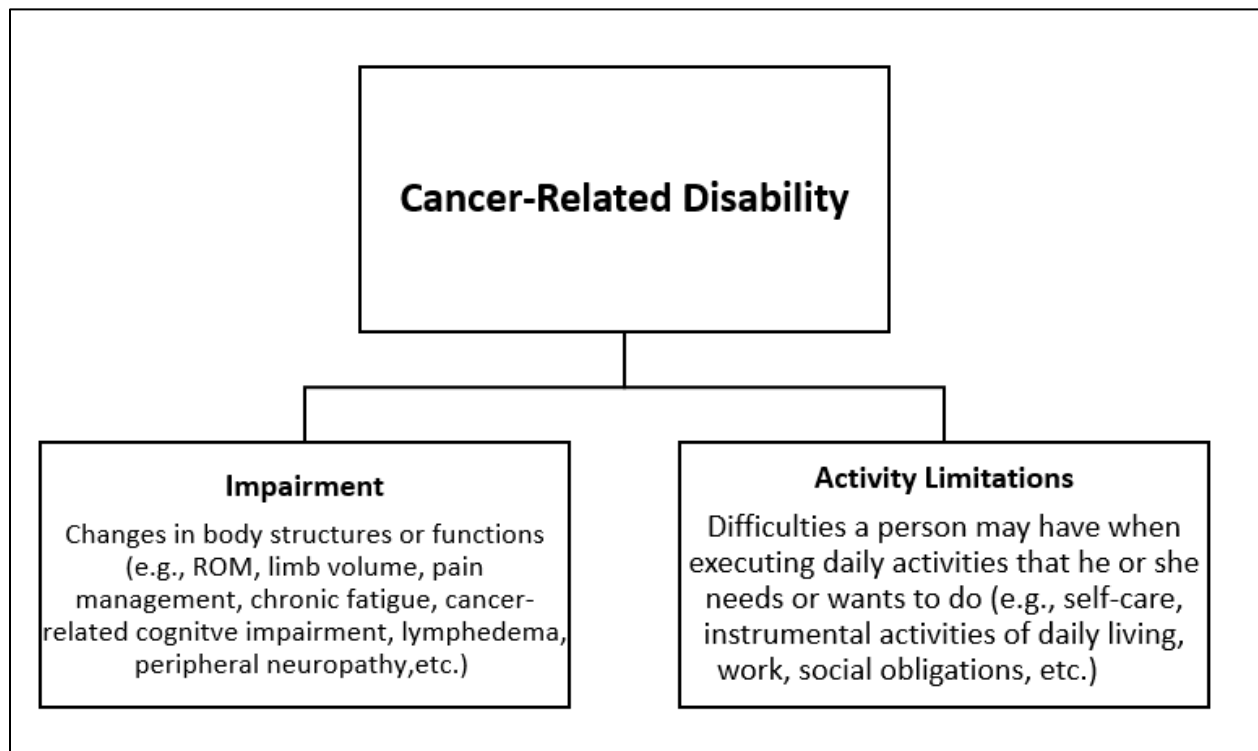 Cancer-Related Disability
Impairment
Changes in body structures or functions
(e.g., ROM, limb volume, pain
management, chronic fatigue, cancer-
related cognitve impairment, lymphedema,
peripheral neuropathy,etc.)
Activity Limitations
Difficulties a person may have when
executing daily activities that he or she
needs or wants to do (e.g., self-care,
instrumental activities of daily living,
work, social obligations, etc.)